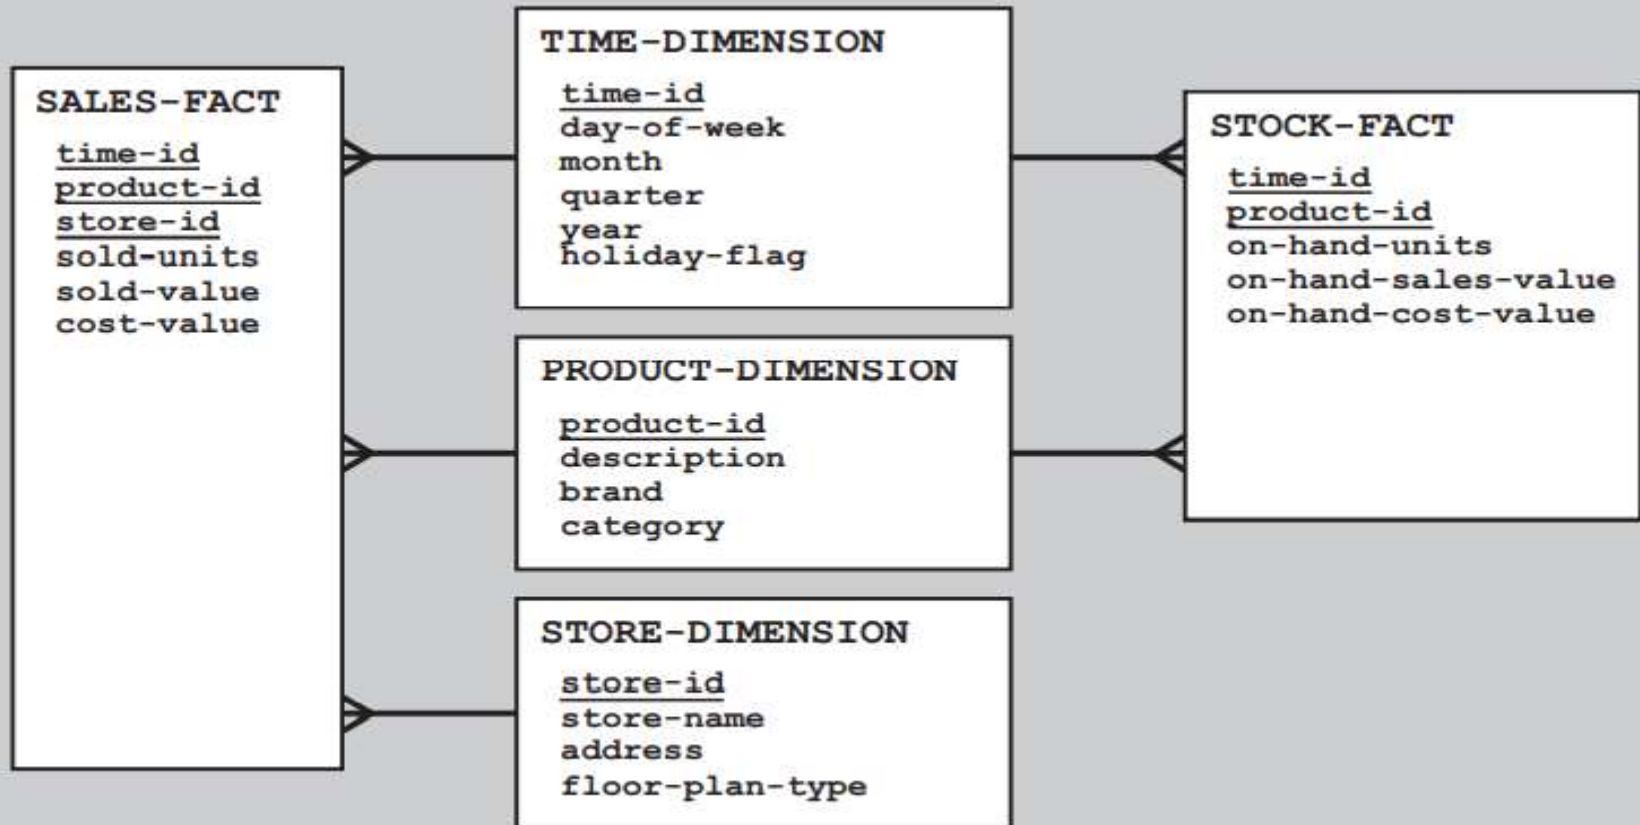 SALES-FACT
time-id
product-id
store-id
sold-units
sold-value
cost-value
TIME-DIMENSION
time-id
day-of-week
month
quarter
year
holiday-flag
PRODUCT-DIMENSION
product-id
description
brand
category
STORE-DIMENSION
store-id
store-name
address
floor-plan-type
STOCK-FACT
time-id
product-id
on-hand-units
on-hand-sales-value
on-hand-cost-value